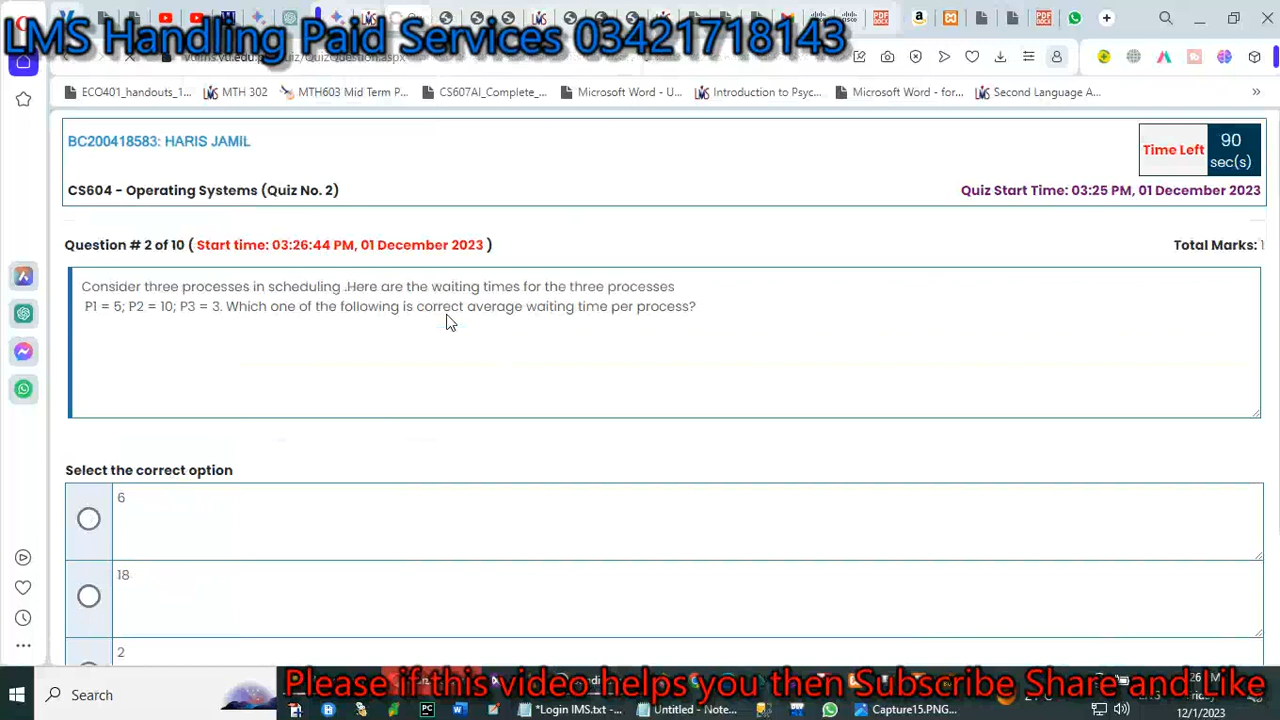 LMS Handling Paid Services 03421718143
ECO401_handouts_1...
MTH 302
MTH603 Mid Term P...
CS607AI_Complete_...
Microsoft Word - U...
Introduction to Psyc...
Microsoft Word - for...
Second Language A...
BC200418583: HARIS JAMIL
Time Left
90
sec(s)
CS604 - Operating Systems (Quiz No. 2)
Quiz Start Time: 03:25 PM, 01 December 2023
Question # 2 of 10 ( Start time: 03:26:44 PM, 01 December 2023 )
Total Marks: 1
Consider three processes in scheduling .Here are the waiting times for the three processes
P1 = 5; P2 = 10; P3 = 3. Which one of the following is correct average waiting time per process?
Select the correct option
6
18
2
Please if this video helps you then Subscribe Share and Like
Search
*Login IMS.txt - ...
Untitled - Note...
Capture15.PNG...
12/1/2023